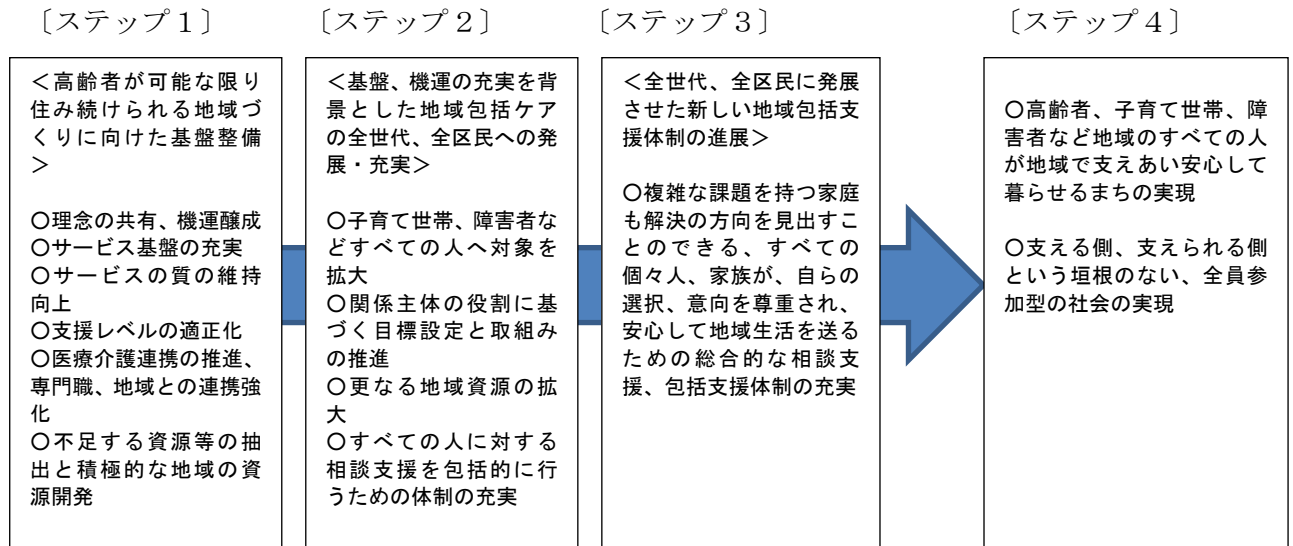 〔ステップ１〕
＜高齢者が可能な限り
住み続けられる地域づ
くりに向けた基盤整備
＞
〇理念の共有、機運醸成
〇サービス基盤の充実
〇サービスの質の維持
向上
〇支援レベルの適正化
〇医療介護連携の推進、
専門職、地域との連携強
化
〇不足する資源等の抽
出と積極的な地域の資
源開発
〔ステップ２〕
＜基盤、機運の充実を背
景とした地域包括ケア
の全世代、全区民への発
展・充実＞
〇子育て世帯、障害者な
どすべての人へ対象を
拡大
〇関係主体の役割に基
づく目標設定と取組み
の推進
〇更なる地域資源の拡
大
〇すべての人に対する
相談支援を包括的に行
うための体制の充実
〔ステップ３〕
＜全世代、全区民に発展
させた新しい地域包括支
援体制の進展＞
〇複雑な課題を持つ家庭
も解決の方向を見出すこ
とのできる、すべての
個々人、家族が、自らの
選択、意向を尊重され、
安心して地域生活を送る
ための総合的な相談支
援、包括支援体制の充実
〔ステップ４〕
〇高齢者、子育て世帯、障
害者など地域のすべての人
が地域で支えあい安心して
暮らせるまちの実現
〇支える側、支えられる側
という垣根のない、全員参
加型の社会の実現